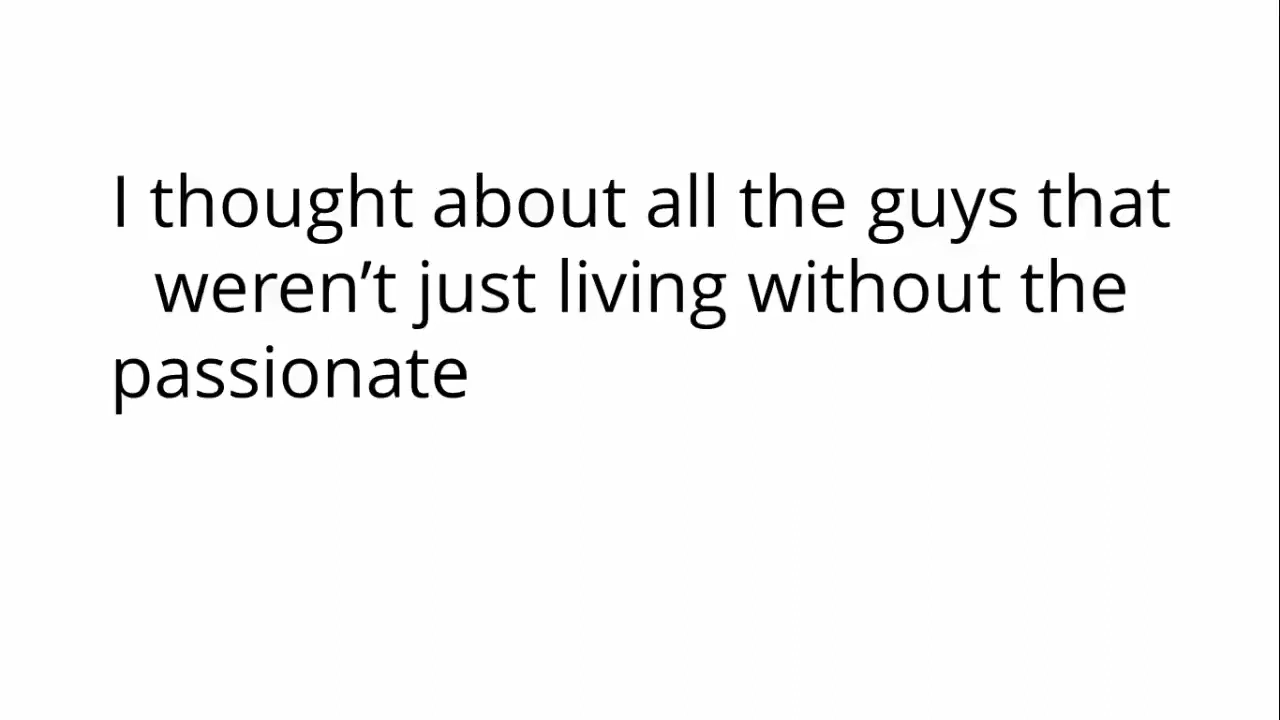 I thought about all the guys that
weren’t just living without the
passionate